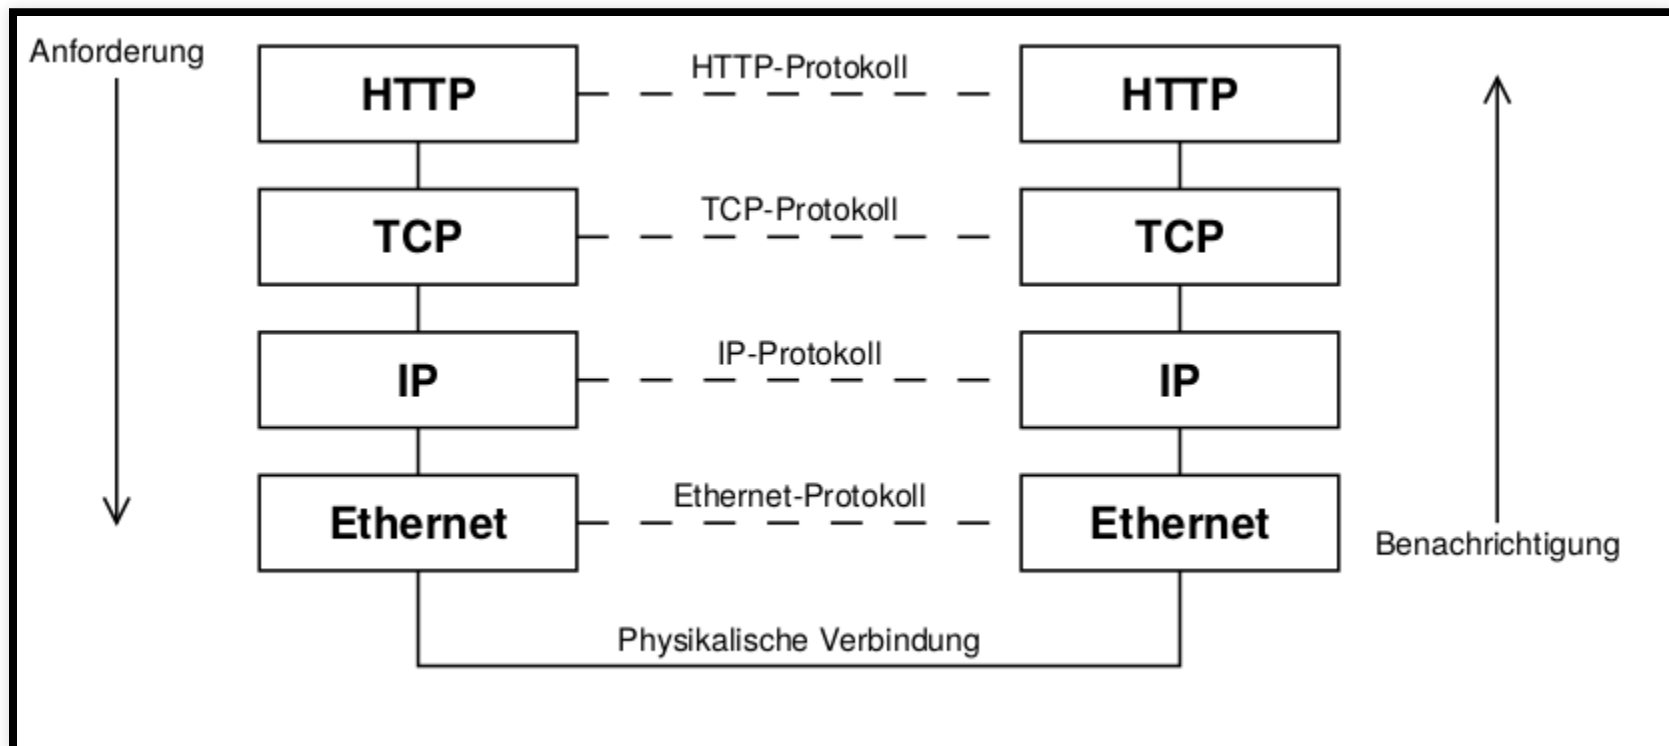 Anforderung
HTTP
HTTP-Protokoll
HTTP
TCP
TCP-Protokoll
TCP
IP
IP-Protokoll
IP
Ethernet
Ethernet-Protokoll
Ethernet
Benachrichtigung
Physikalische Verbindung